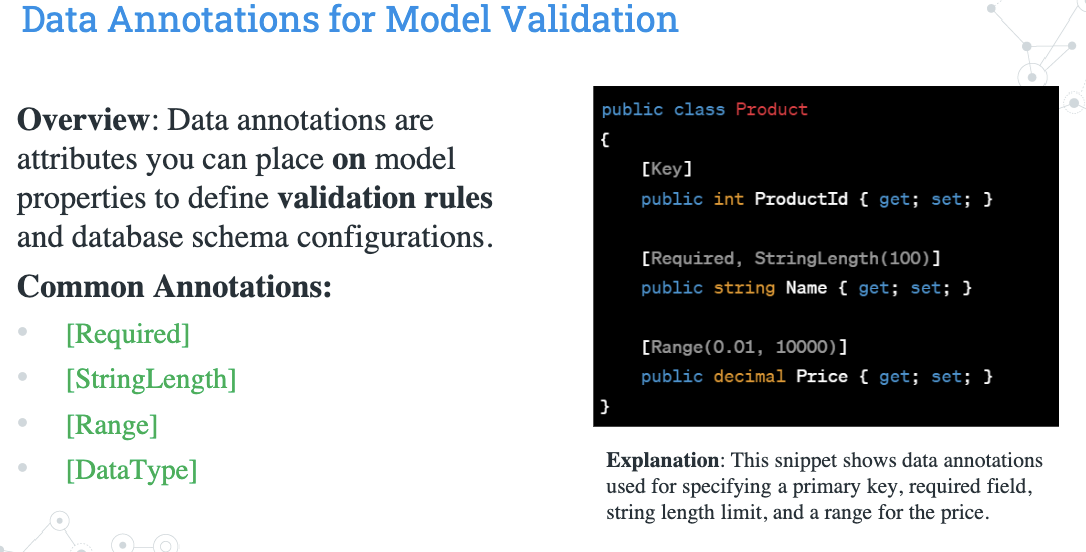 Data Annotations for Model Validation
Overview: Data annotations are
attributes you can place on model
properties to define validation rules
and database schema configurations.
Common Annotations:
[Required]
[StringLength]
[Range]
[DataType]
public class Product
{
    [Key]
    public int ProductId { get; set; }

    [Required, StringLength(100)]
    public string Name { get; set; }

    [Range(0.01, 10000)]
    public decimal Price { get; set; }
}
Explanation: This snippet shows data annotations
used for specifying a primary key, required field,
string length limit, and a range for the price.